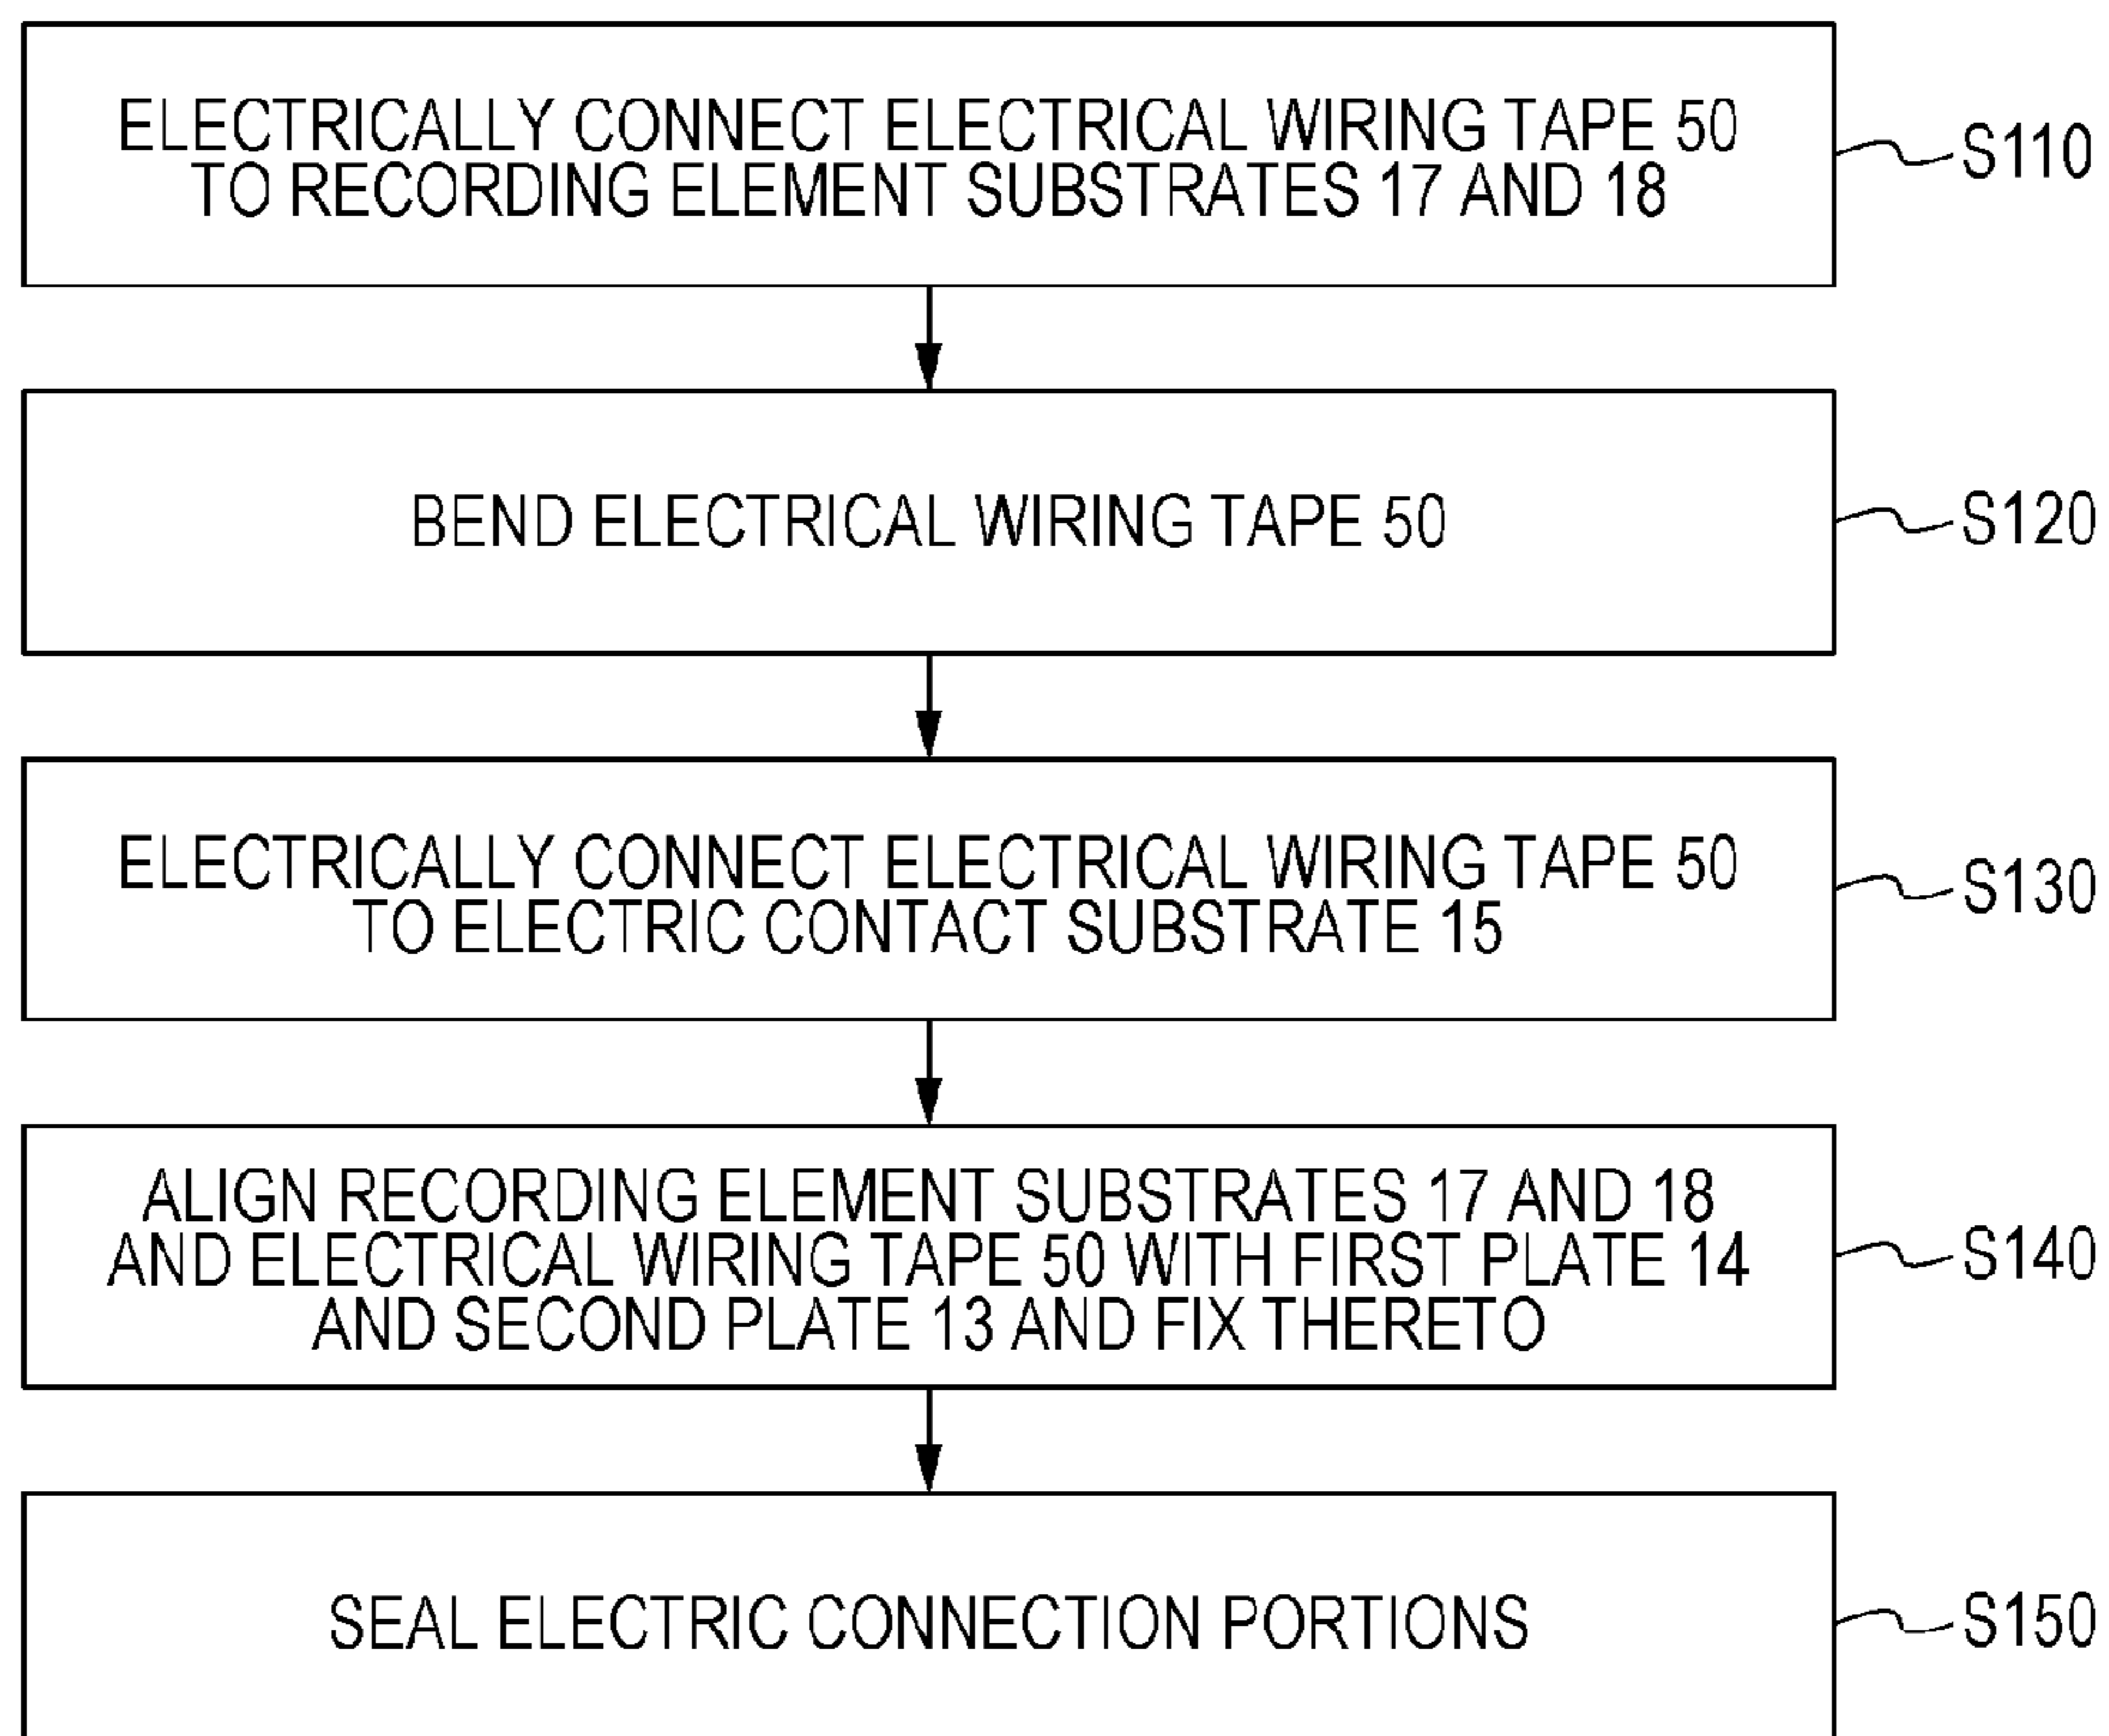 ELECTRICALLY CONNECT ELECTRICAL WIRING TAPE 50
TO RECORDING ELEMENT SUBSTRATES 17 AND 18
S110
BEND ELECTRICAL WIRING TAPE 50
S120
ELECTRICALLY CONNECT ELECTRICAL WIRING TAPE 50
TO ELECTRIC CONTACT SUBSTRATE 15
S130
ALIGN RECORDING ELEMENT SUBSTRATES 17 AND 18
AND ELECTRICAL WIRING TAPE 50 WITH FIRST PLATE 14
AND SECOND PLATE 13 AND FIX THERETO
S140
SEAL ELECTRIC CONNECTION PORTIONS
S150